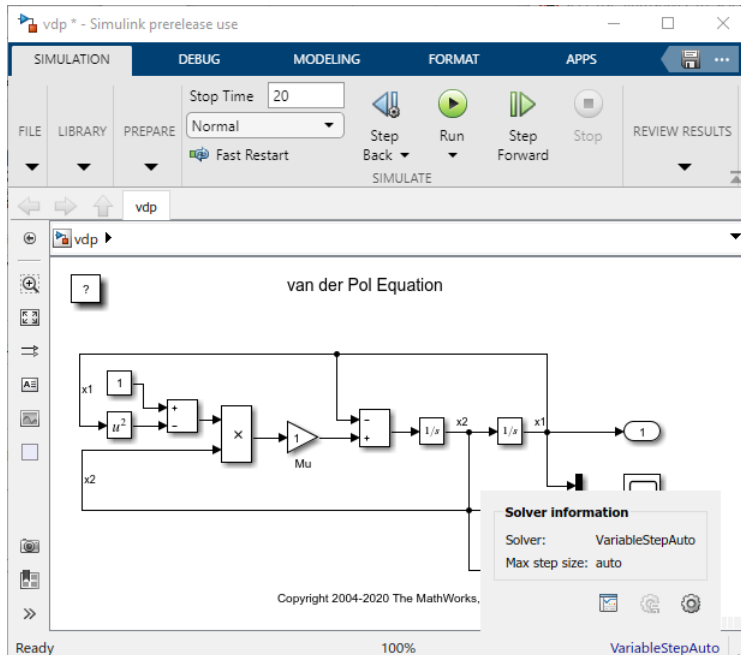 vdp * - Simulink prerelease use
SIMULATION DEBUG MODELING FORMAT APPS
Stop Time 20
Normal
Fast Restart
FILE LIBRARY PREPARE
Step Back
Run
Step Forward
Stop
REVIEW RESULTS
SIMULATE
vdp
vdp
?
van der Pol Equation
x1
1
+
−
u²
×
1
Mu
−
+
1/s
x2
1/s
x1
1
x2
Solver information
Solver: VariableStepAuto
Max step size: auto
Copyright 2004-2020 The MathWorks,
Ready 100% VariableStepAuto